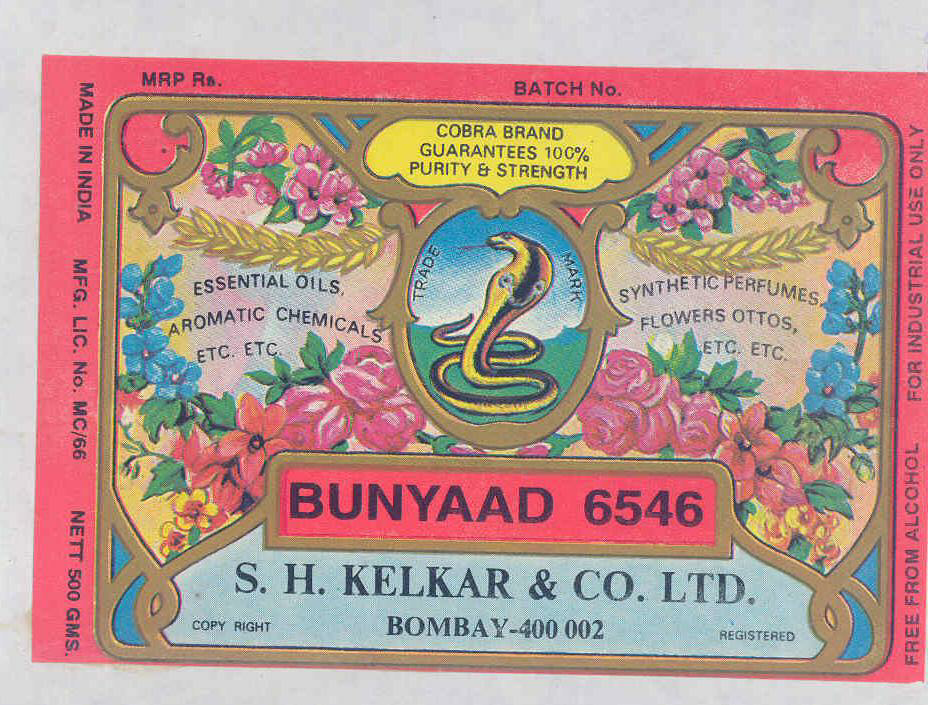 MRP Rs.
BATCH No.
MADE IN INDIA MFG. LIC. No. MC/66 NETT 500 GMS.
COBRA BRAND
GUARANTEES 100%
PURITY & STRENGTH
TRADE MARK
ESSENTIAL OILS,
AROMATIC CHEMICALS
ETC. ETC.
SYNTHETIC PERFUMES,
FLOWERS OTTOS,
ETC. ETC.
BUNYAAD 6546
S. H. KELKAR & CO. LTD.
COPY RIGHT
BOMBAY-400 002
REGISTERED
FREE FROM ALCOHOL FOR INDUSTRIAL USE ONLY